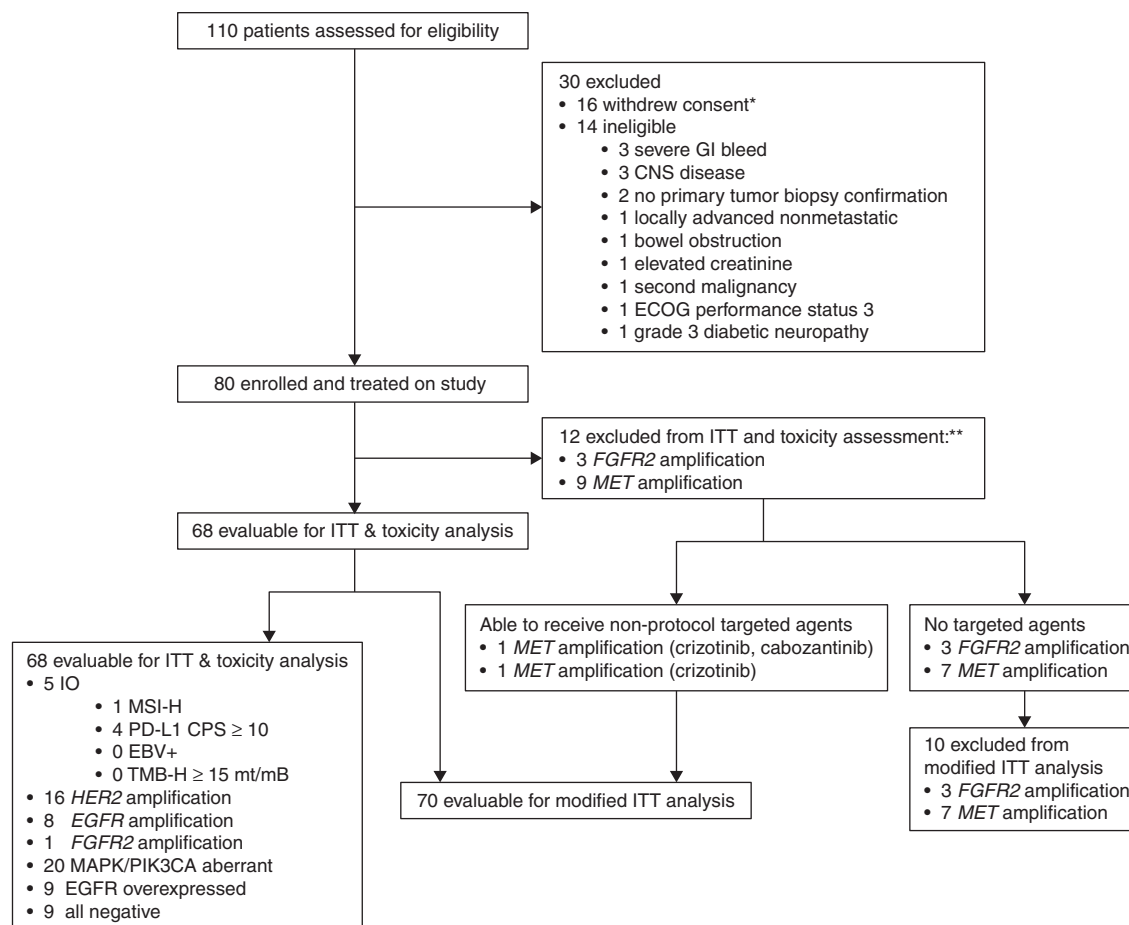 110 patients assessed for eligibility
30 excluded
• 16 withdrew consent*
• 14 ineligible
• 3 severe GI bleed
• 3 CNS disease
• 2 no primary tumor biopsy confirmation
• 1 locally advanced nonmetastatic
• 1 bowel obstruction
• 1 elevated creatinine
• 1 second malignancy
• 1 ECOG performance status 3
• 1 grade 3 diabetic neuropathy
80 enrolled and treated on study
12 excluded from ITT and toxicity assessment:**
• 3 FGFR2 amplification
• 9 MET amplification
68 evaluable for ITT & toxicity analysis
Able to receive non-protocol targeted agents
• 1 MET amplification (crizotinib, cabozantinib)
• 1 MET amplification (crizotinib)
No targeted agents
• 3 FGFR2 amplification
• 7 MET amplification
68 evaluable for ITT & toxicity analysis
• 5 IO
• 1 MSI-H
• 4 PD-L1 CPS ≥ 10
• 0 EBV+
• 0 TMB-H ≥ 15 mt/mB
• 16 HER2 amplification
• 8 EGFR amplification
• 1 FGFR2 amplification
• 20 MAPK/PIK3CA aberrant
• 9 EGFR overexpressed
• 9 all negative
70 evaluable for modified ITT analysis
10 excluded from
modified ITT analysis
• 3 FGFR2 amplification
• 7 MET amplification